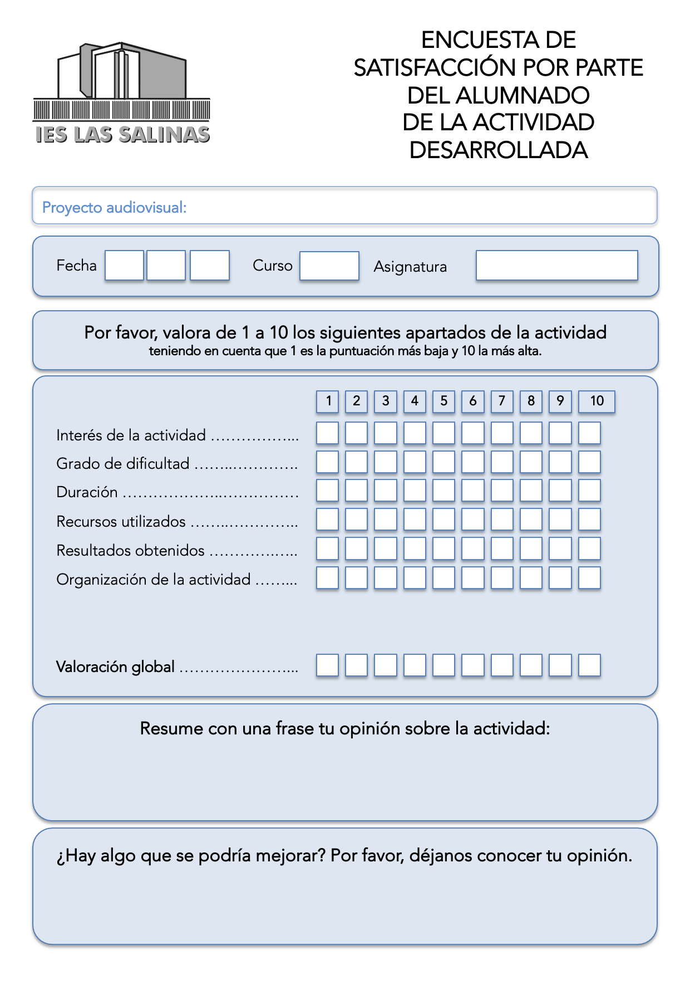 IES LAS SALINAS
ENCUESTA DE
SATISFACCIÓN POR PARTE
DEL ALUMNADO
DE LA ACTIVIDAD
DESARROLLADA
Proyecto audiovisual:
Fecha Curso Asignatura
Por favor, valora de 1 a 10 los siguientes apartados de la actividad
teniendo en cuenta que 1 es la puntuación más baja y 10 la más alta.
1 2 3 4 5 6 7 8 9 10
Interés de la actividad ……………...
Grado de dificultad ……..………….
Duración ………………..……………
Recursos utilizados ……..…………..
Resultados obtenidos ………….…..
Organización de la actividad ……...
Valoración global …………………...
Resume con una frase tu opinión sobre la actividad:
¿Hay algo que se podría mejorar? Por favor, déjanos conocer tu opinión.